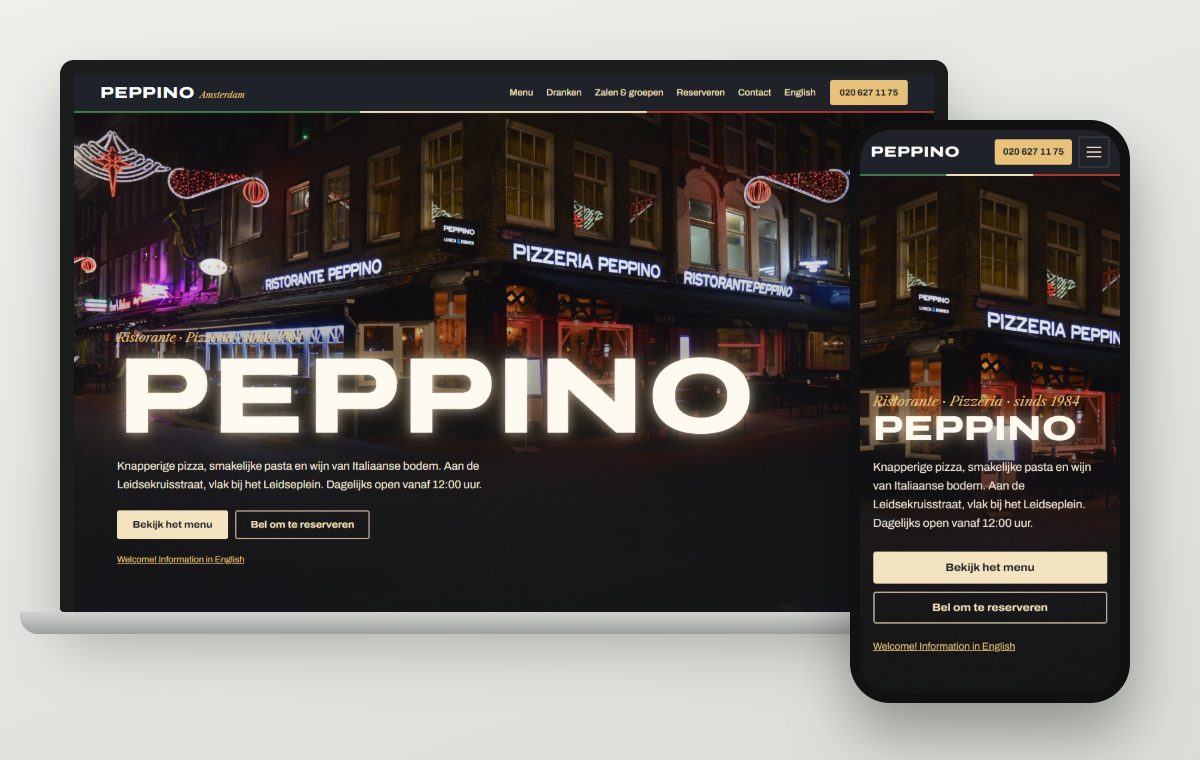 PEPPINO Amsterdam
Menu Dranken Zalen & groepen Reserveren Contact English 020 627 11 75
PEPPINO
LUNCH & DINNER
RISTORANTE PEPPINO
PIZZERIA PEPPINO
RISTORANTE PEPPINO
Ristorante · Pizzeria · sinds 1984
PEPPINO
Knapperige pizza, smakelijke pasta en wijn van Italiaanse bodem. Aan de
Leidsekruisstraat, vlak bij het Leidseplein. Dagelijks open vanaf 12:00 uur.
Bekijk het menu Bel om te reserveren
Welcome! Information in English
PEPPINO 020 627 11 75
PEPPINO
LUNCH & DINNER
PIZZERIA PEPPIN
Ristorante · Pizzeria · sinds 1984
PEPPINO
Knapperige pizza, smakelijke pasta en wijn
van Italiaanse bodem. Aan de
Leidsekruisstraat, vlak bij het Leidseplein.
Dagelijks open vanaf 12:00 uur.
Bekijk het menu
Bel om te reserveren
Welcome! Information in English